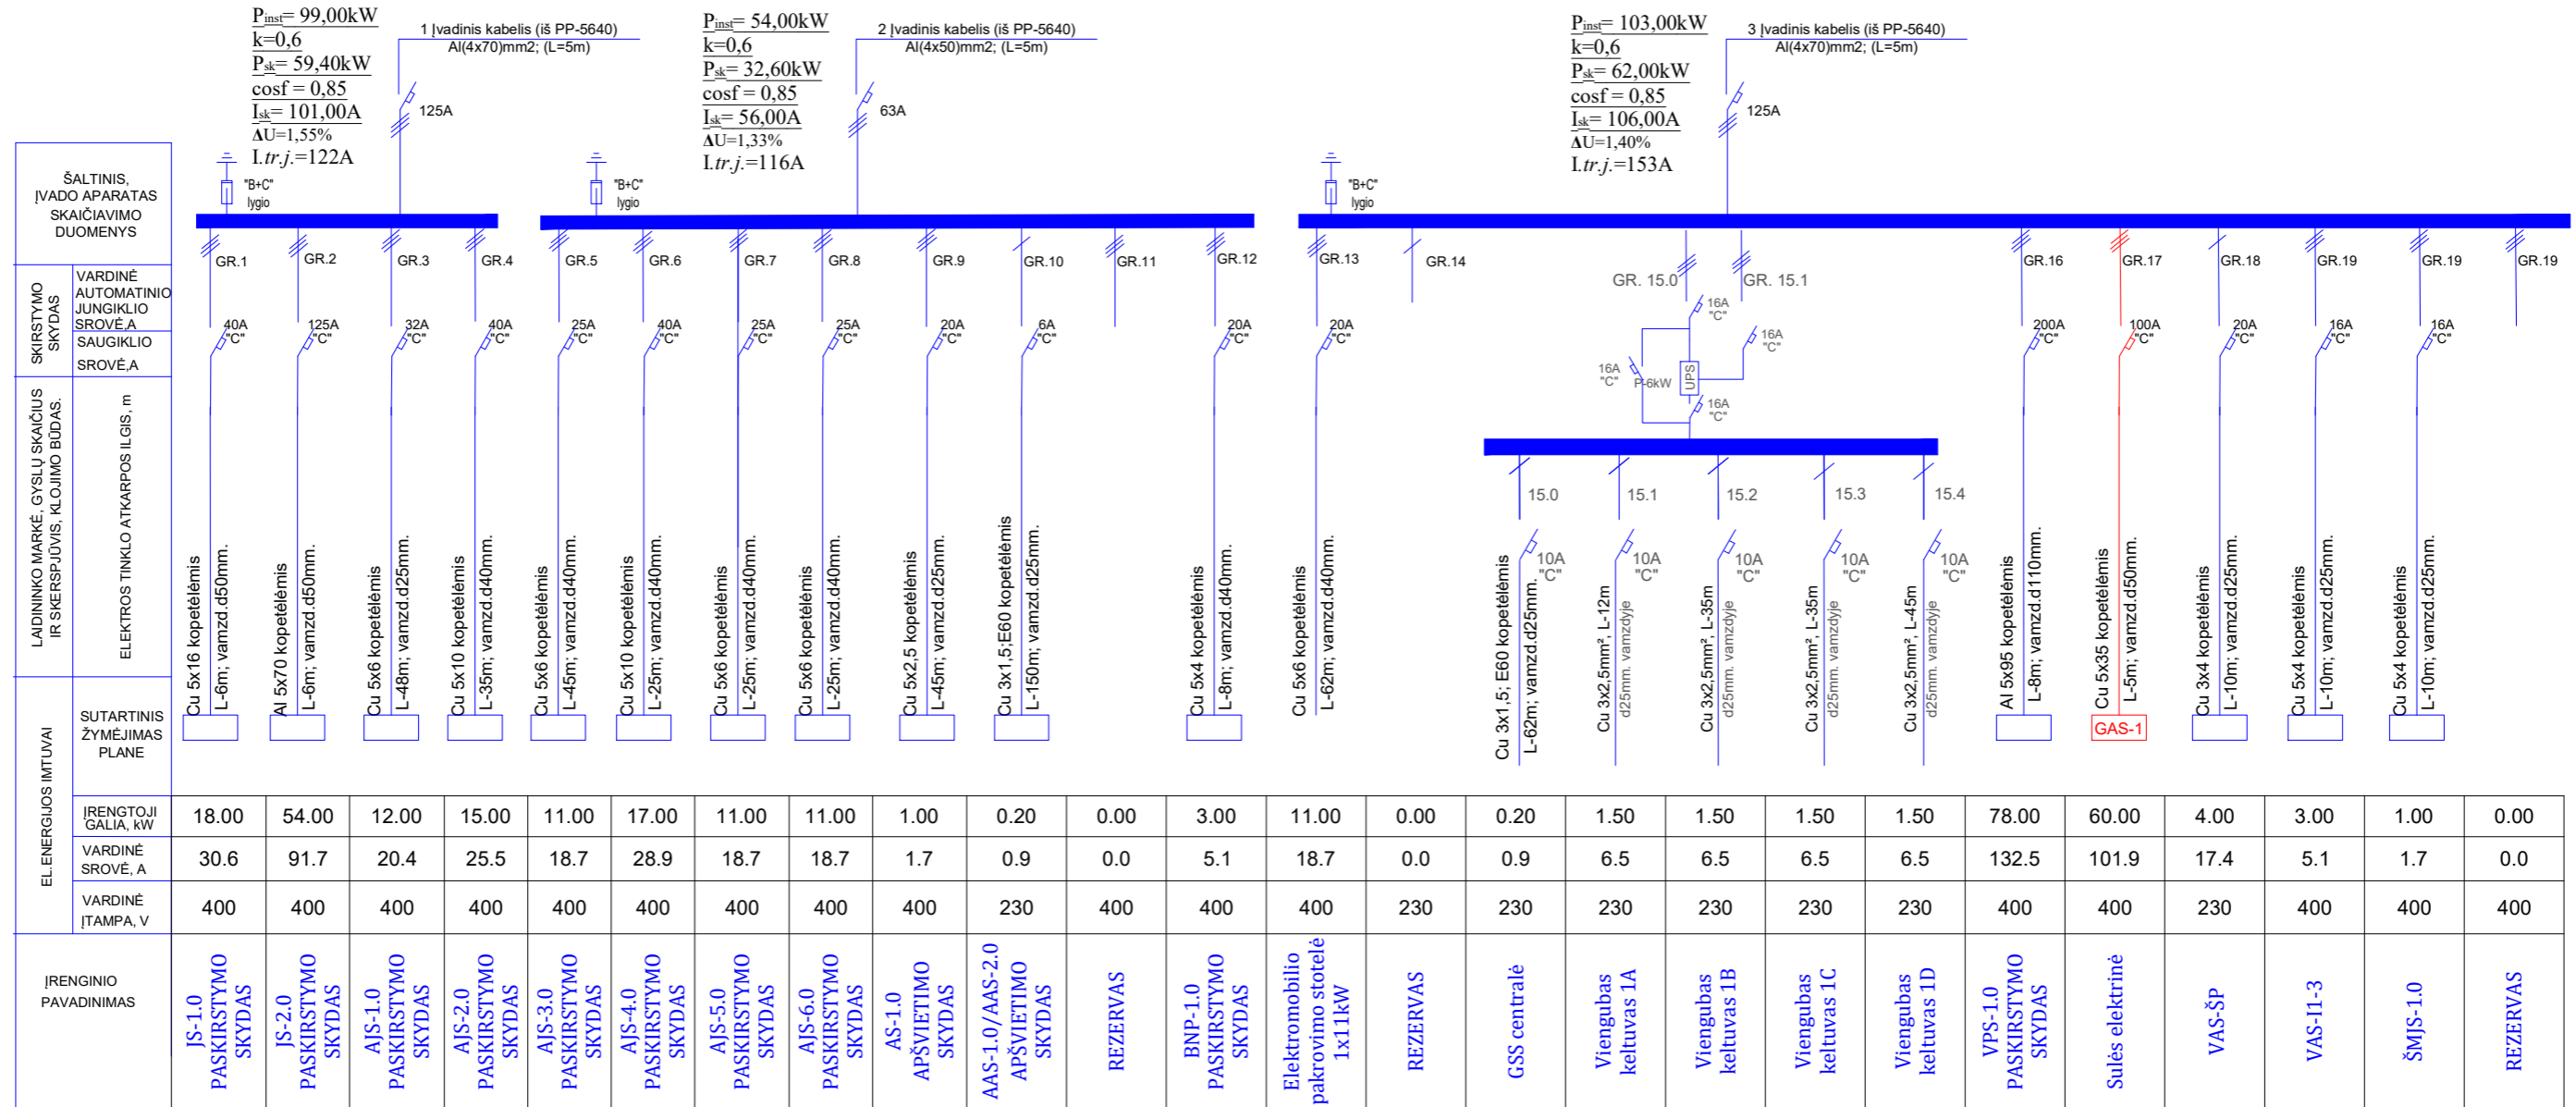 Pinst= 99,00kW
k=0,6
Psk= 59,40kW
cosf = 0,85
Isk= 101,00A
ΔU=1,55%
I.tr.j.=122A
1 Įvadinis kabelis (iš PP-5640)
Al(4x70)mm2; (L=5m)
125A
Pinst= 54,00kW
k=0,6
Psk= 32,60kW
cosf = 0,85
Isk= 56,00A
ΔU=1,33%
I.tr.j.=116A
2 Įvadinis kabelis (iš PP-5640)
Al(4x50)mm2; (L=5m)
63A
Pinst= 103,00kW
k=0,6
Psk= 62,00kW
cosf = 0,85
Isk= 106,00A
ΔU=1,40%
I.tr.j.=153A
3 Įvadinis kabelis (iš PP-5640)
Al(4x70)mm2; (L=5m)
125A
ŠALTINIS,
ĮVADO APARATAS
SKAIČIAVIMO
DUOMENYS
"B+C"
lygio
"B+C"
lygio
"B+C"
lygio
GR.1
GR.2
GR.3
GR.4
GR.5
GR.6
GR.7
GR.8
GR.9
GR.10
GR.11
GR.12
GR.13
GR.14
GR. 15.0
GR. 15.1
GR.16
GR.17
GR.18
GR.19
GR.19
GR.19
SKIRSTYMO
SKYDAS
VARDINĖ
AUTOMATINIO
JUNGIKLIO
SROVĖ,A
SAUGIKLIO
SROVĖ,A
40A
"C"
125A
"C"
32A
"C"
40A
"C"
25A
"C"
40A
"C"
25A
"C"
25A
"C"
20A
"C"
6A
"C"
20A
"C"
20A
"C"
16A
"C"
16A
"C"
16A
"C"
P-6kW
UPS
16A
"C"
200A
"C"
100A
"C"
20A
"C"
16A
"C"
16A
"C"
15.0
15.1
15.2
15.3
15.4
10A
"C"
10A
"C"
10A
"C"
10A
"C"
10A
"C"
LAIDININKO MARKĖ, GYSLŲ SKAIČIUS
IR SKERSPJŪVIS, KLOJIMO BŪDAS.
ELEKTROS TINKLO ATKARPOS ILGIS, m
Cu 5x16 kopetėlėmis
L-6m; vamzd.d50mm.
Al 5x70 kopetėlėmis
L-6m; vamzd.d50mm.
Cu 5x6 kopetėlėmis
L-48m; vamzd.d25mm.
Cu 5x10 kopetėlėmis
L-35m; vamzd.d40mm.
Cu 5x6 kopetėlėmis
L-45m; vamzd.d40mm.
Cu 5x10 kopetėlėmis
L-25m; vamzd.d40mm.
Cu 5x6 kopetėlėmis
L-25m; vamzd.d40mm.
Cu 5x6 kopetėlėmis
L-25m; vamzd.d40mm.
Cu 5x2,5 kopetėlėmis
L-45m; vamzd.d25mm.
Cu 3x1,5;E60 kopetėlėmis
L-150m; vamzd.d25mm.
Cu 5x4 kopetėlėmis
L-8m; vamzd.d40mm.
Cu 5x6 kopetėlėmis
L-62m; vamzd.d40mm.
Cu 3x1,5; E60 kopetėlėmis
L-62m; vamzd.d25mm.
Cu 3x2,5mm², L-12m
d25mm. vamzdyje
Cu 3x2,5mm², L-35m
d25mm. vamzdyje
Cu 3x2,5mm², L-35m
d25mm. vamzdyje
Cu 3x2,5mm², L-45m
d25mm. vamzdyje
Al 5x95 kopetėlėmis
L-8m; vamzd.d110mm.
Cu 5x35 kopetėlėmis
L-5m; vamzd.d50mm.
Cu 3x4 kopetėlėmis
L-10m; vamzd.d25mm.
Cu 5x4 kopetėlėmis
L-10m; vamzd.d25mm.
Cu 5x4 kopetėlėmis
L-10m; vamzd.d25mm.
EL.ENERGIJOS IMTUVAI
SUTARTINIS
ŽYMĖJIMAS
PLANE
GAS-1
ĮRENGTOJI
GALIA, kW
18.00 54.00 12.00 15.00 11.00 17.00 11.00 11.00 1.00 0.20 0.00 3.00 11.00 0.00 0.20 1.50 1.50 1.50 1.50 78.00 60.00 4.00 3.00 1.00 0.00
VARDINĖ
SROVĖ, A
30.6 91.7 20.4 25.5 18.7 28.9 18.7 18.7 1.7 0.9 0.0 5.1 18.7 0.0 0.9 6.5 6.5 6.5 6.5 132.5 101.9 17.4 5.1 1.7 0.0
VARDINĖ
ĮTAMPA, V
400 400 400 400 400 400 400 400 400 230 400 400 400 230 230 230 230 230 230 400 400 230 400 400 400
ĮRENGINIO
PAVADINIMAS
JS-1.0
PASKIRSTYMO
SKYDAS
JS-2.0
PASKIRSTYMO
SKYDAS
AJS-1.0
PASKIRSTYMO
SKYDAS
AJS-2.0
PASKIRSTYMO
SKYDAS
AJS-3.0
PASKIRSTYMO
SKYDAS
AJS-4.0
PASKIRSTYMO
SKYDAS
AJS-5.0
PASKIRSTYMO
SKYDAS
AJS-6.0
PASKIRSTYMO
SKYDAS
AS-1.0
APŠVIETIMO
SKYDAS
AAS-1.0/AAS-2.0
APŠVIETIMO
SKYDAS
REZERVAS
BNP-1.0
PASKIRSTYMO
SKYDAS
Elektromobilio
pakrovimo stotelė
1x11kW
REZERVAS
GSS centralė
Viengubas
keltuvas 1A
Viengubas
keltuvas 1B
Viengubas
keltuvas 1C
Viengubas
keltuvas 1D
VPS-1.0
PASKIRSTYMO
SKYDAS
Sulės elektrinė
VAS-ŠP
VAS-I1-3
ŠMJS-1.0
REZERVAS